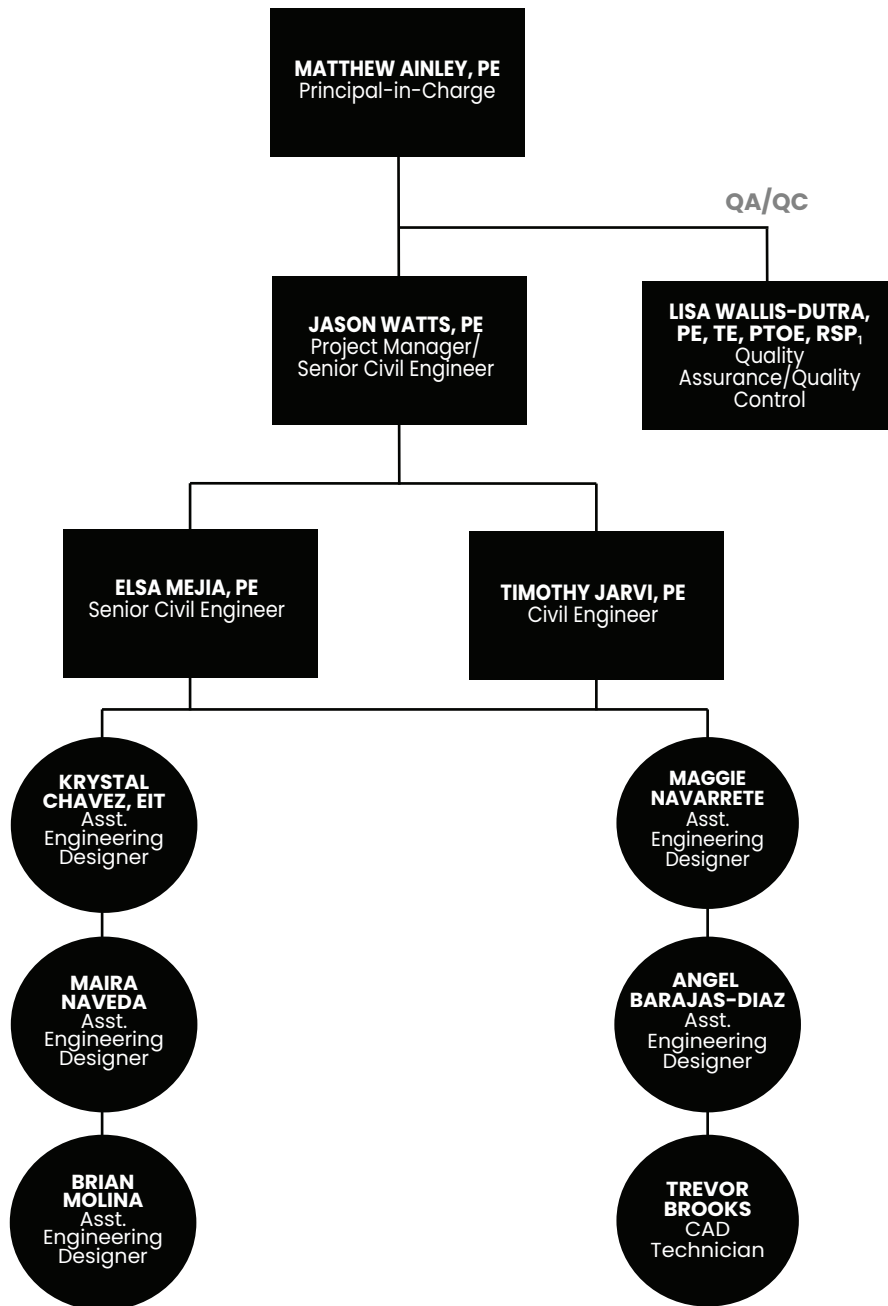 MATTHEW AINLEY, PE
Principal-in-Charge
QA/QC
JASON WATTS, PE
Project Manager/
Senior Civil Engineer
LISA WALLIS-DUTRA,
PE, TE, PTOE, RSP₁
Quality
Assurance/Quality
Control
ELSA MEJIA, PE
Senior Civil Engineer
TIMOTHY JARVI, PE
Civil Engineer
KRYSTAL
CHAVEZ, EIT
Asst.
Engineering
Designer
MAGGIE
NAVARRETE
Asst.
Engineering
Designer
MAIRA
NAVEDA
Asst.
Engineering
Designer
ANGEL
BARAJAS-DIAZ
Asst.
Engineering
Designer
BRIAN
MOLINA
Asst.
Engineering
Designer
TREVOR
BROOKS
CAD
Technician